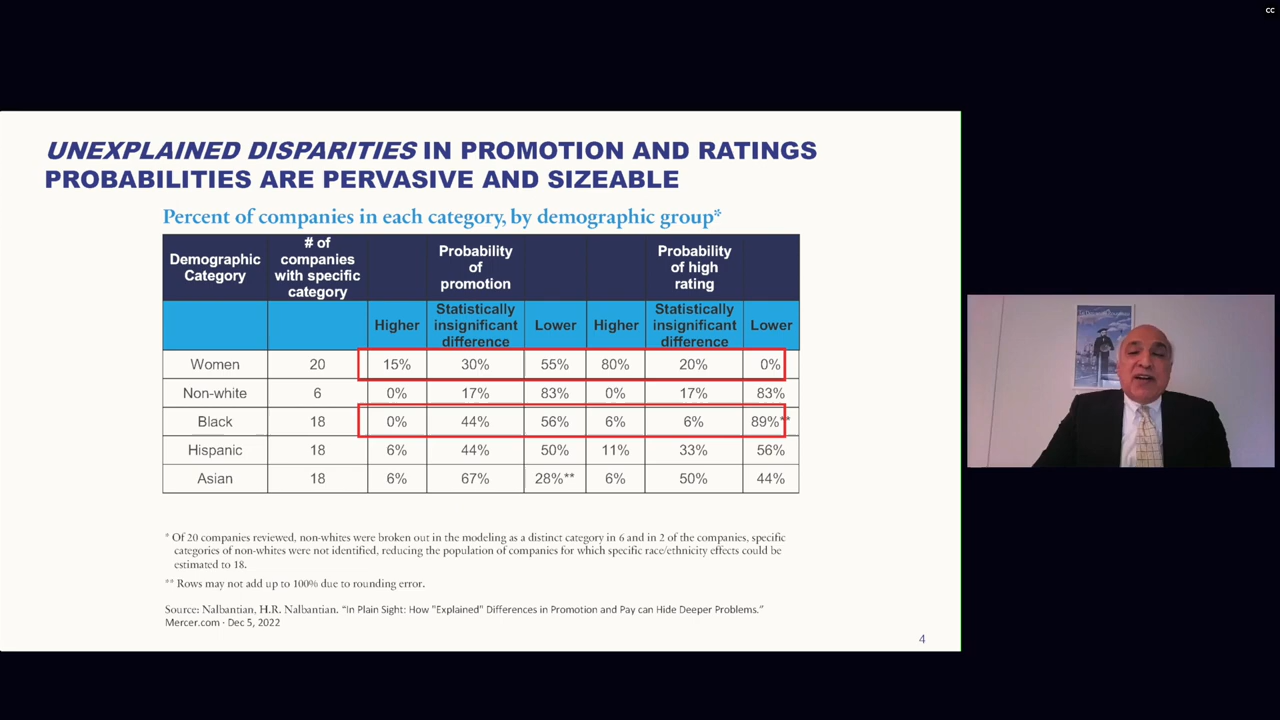 CC
UNEXPLAINED DISPARITIES IN PROMOTION AND RATINGS
PROBABILITIES ARE PERVASIVE AND SIZEABLE
Percent of companies in each category, by demographic group*
Demographic Category # of companies with specific category Probability of promotion Probability of high rating
Higher Statistically insignificant difference Lower Higher Statistically insignificant difference Lower
Women 20 15% 30% 55% 80% 20% 0%
Non-white 6 0% 17% 83% 0% 17% 83%
Black 18 0% 44% 56% 6% 6% 89%**
Hispanic 18 6% 44% 50% 11% 33% 56%
Asian 18 6% 67% 28%** 6% 50% 44%
* Of 20 companies reviewed, non-whites were broken out in the modeling as a distinct category in 6 and in 2 of the companies, specific
categories of non-whites were not identified, reducing the population of companies for which specific race/ethnicity effects could be
estimated to 18.
** Rows may not add up to 100% due to rounding error.
Source: Nalbantian, H.R. Nalbantian. “In Plain Sight: How "Explained" Differences in Promotion and Pay can Hide Deeper Problems.”
Mercer.com · Dec 5, 2022
4